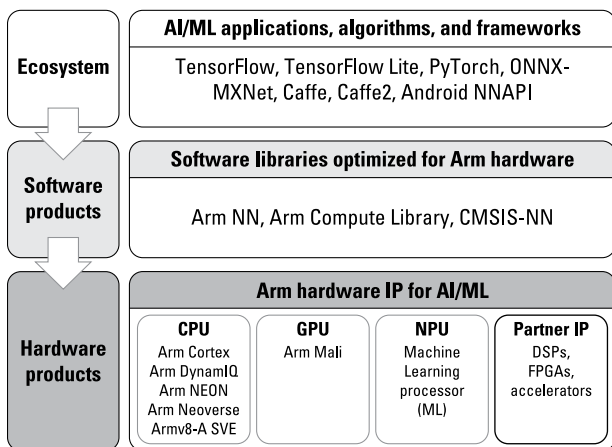 Ecosystem
AI/ML applications, algorithms, and frameworks
TensorFlow, TensorFlow Lite, PyTorch, ONNX-
MXNet, Caffe, Caffe2, Android NNAPI
Software
products
Software libraries optimized for Arm hardware
Arm NN, Arm Compute Library, CMSIS-NN
Hardware
products
Arm hardware IP for AI/ML
CPU
Arm Cortex
Arm DynamIQ
Arm NEON
Arm Neoverse
Armv8-A SVE
GPU
Arm Mali
NPU
Machine
Learning
processor
(ML)
Partner IP
DSPs,
FPGAs,
accelerators